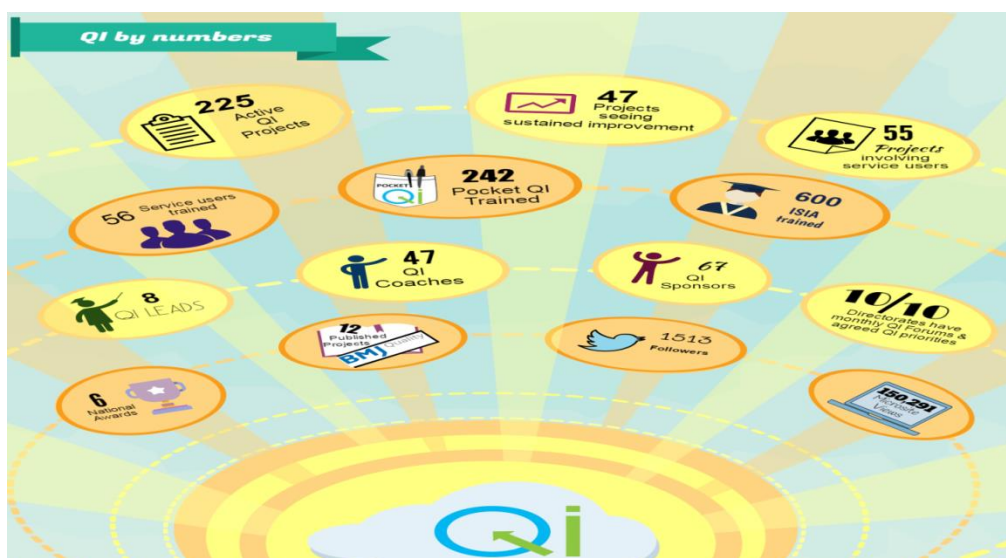 QI by numbers
225
Active
QI
Projects
47
Projects
seeing
sustained improvement
55
Projects
involving
service users
56 Service users
trained
POCKET
Qi
242
Pocket QI
Trained
600
ISIA
trained
8
QI LEADS
47
QI
Coaches
67
QI
Sponsors
10/10
Directorates have
monthly QI Forums &
agreed QI priorities
12
Published
Projects
BMJ Quality
1513
Followers
6
National
Awards
150,291
Microsite
Views
Qi